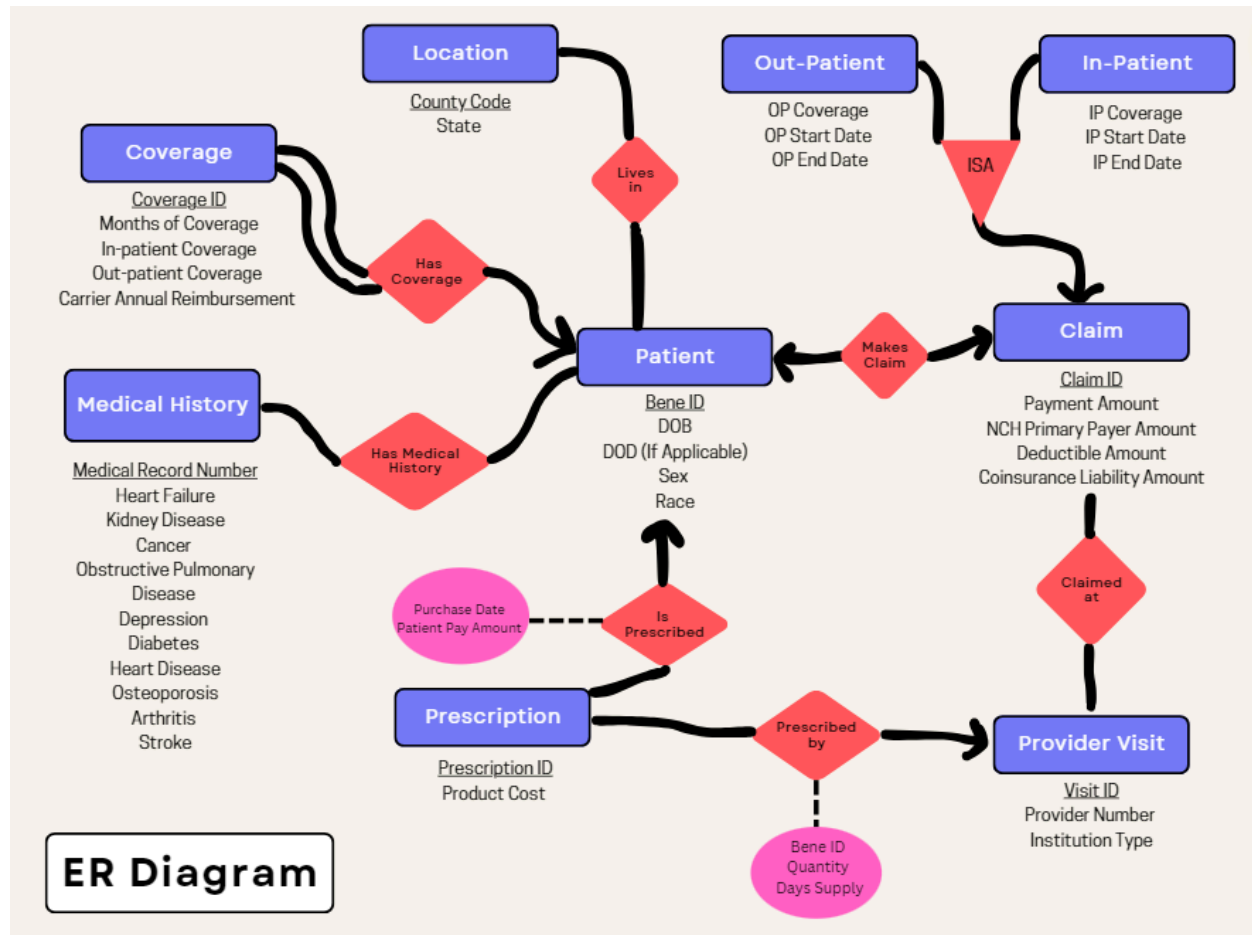 Location
County Code
State
Out-Patient
OP Coverage
OP Start Date
OP End Date
In-Patient
IP Coverage
IP Start Date
IP End Date
ISA
Coverage
Coverage ID
Months of Coverage
In-patient Coverage
Out-patient Coverage
Carrier Annual Reimbursement
Lives
in
Has
Coverage
Patient
Bene ID
DOB
DOD (If Applicable)
Sex
Race
Makes
Claim
Claim
Claim ID
Payment Amount
NCH Primary Payer Amount
Deductible Amount
Coinsurance Liability Amount
Medical History
Medical Record Number
Heart Failure
Kidney Disease
Cancer
Obstructive Pulmonary
Disease
Depression
Diabetes
Heart Disease
Osteoporosis
Arthritis
Stroke
Has Medical
History
Purchase Date
Patient Pay Amount
Is
Prescribed
Claimed
at
Prescription
Prescription ID
Product Cost
Prescribed
by
Bene ID
Quantity
Days Supply
Provider Visit
Visit ID
Provider Number
Institution Type
ER Diagram